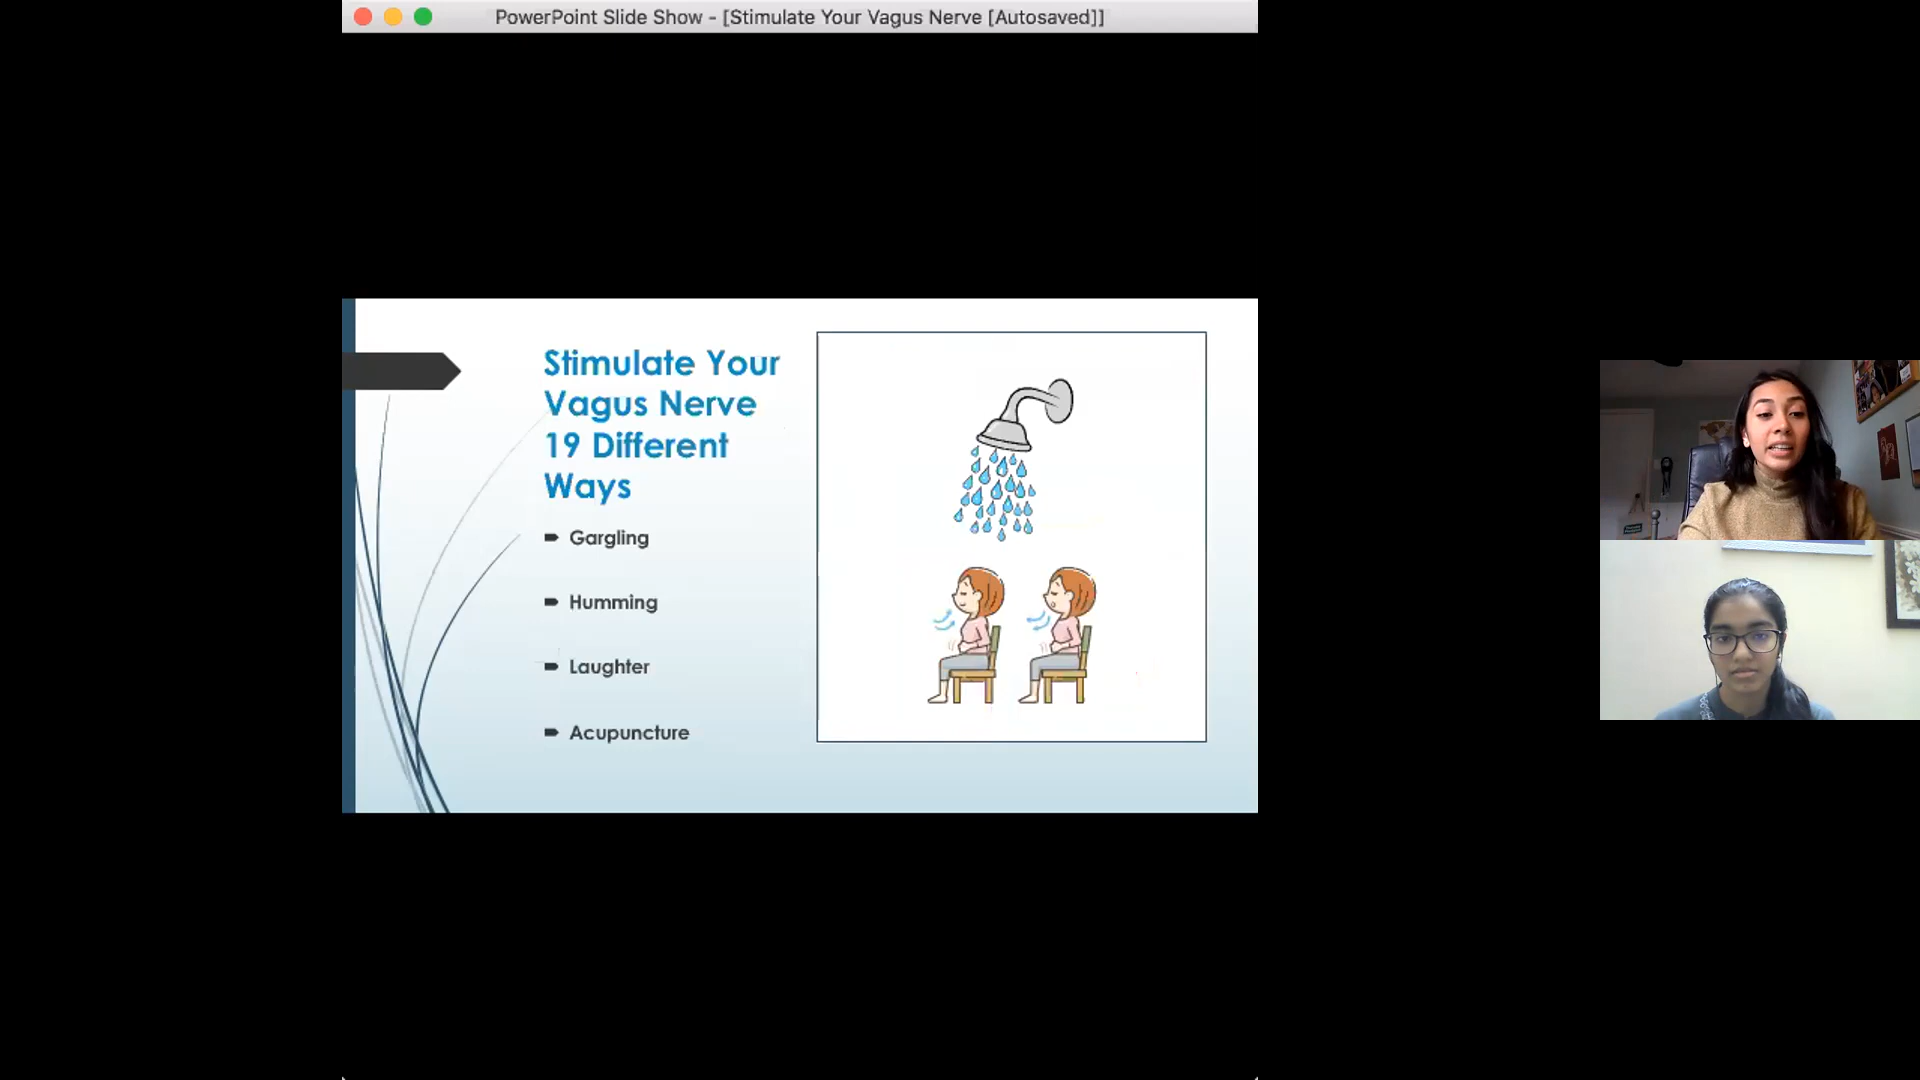 PowerPoint Slide Show - [Stimulate Your Vagus Nerve [Autosaved]]
Stimulate Your
Vagus Nerve
19 Different
Ways
Gargling
Humming
Laughter
Acupuncture